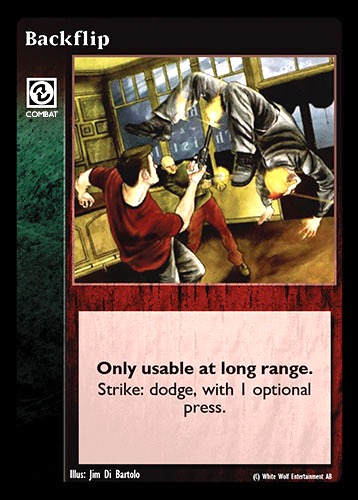 Backflip
COMBAT
Only usable at long range.
Strike: dodge, with 1 optional
press.
Illus: Jim Di Bartolo
(C) White Wolf Entertainment AB